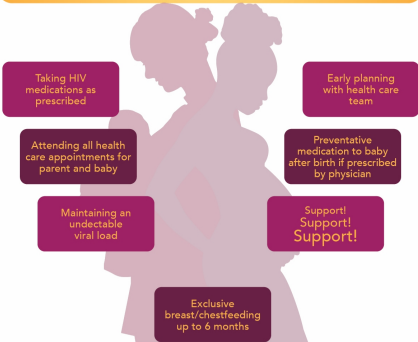 Taking HIV
medications as
prescribed
Early planning
with health care
team
Attending all health
care appointments for
parent and baby
Preventative
medication to baby
after birth if prescribed
by physician
Maintaining an
undectable
viral load
Support!
Support!
Support!
Exclusive
breast/chestfeeding
up to 6 months